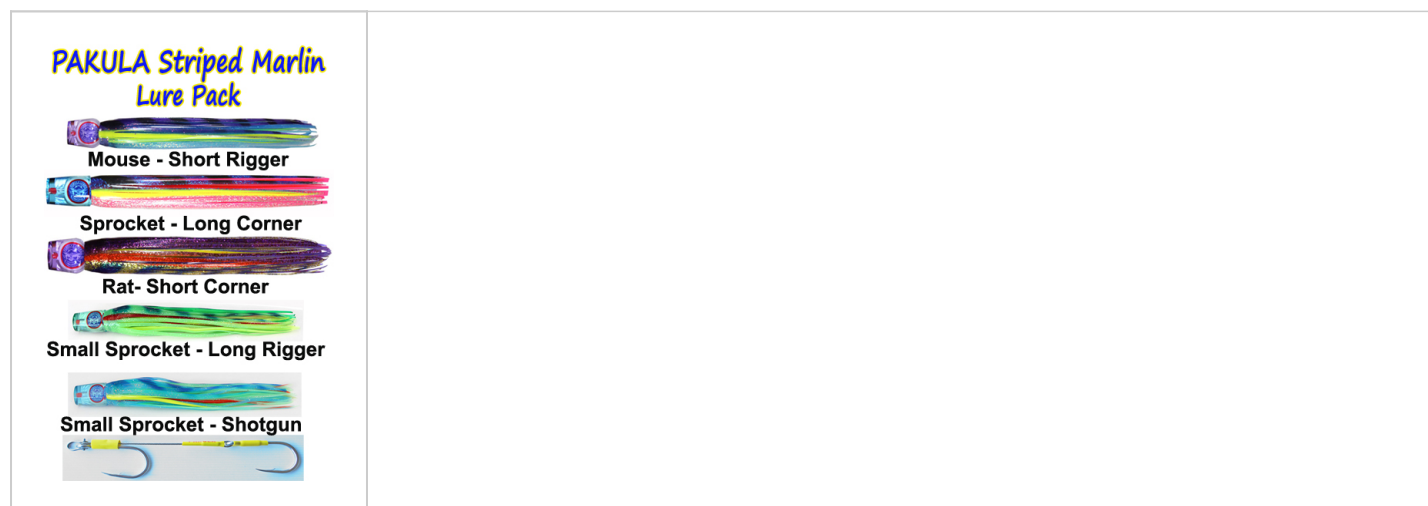 PAKULA Striped Marlin
Lure Pack
Mouse - Short Rigger
Sprocket - Long Corner
Rat- Short Corner
Small Sprocket - Long Rigger
Small Sprocket - Shotgun